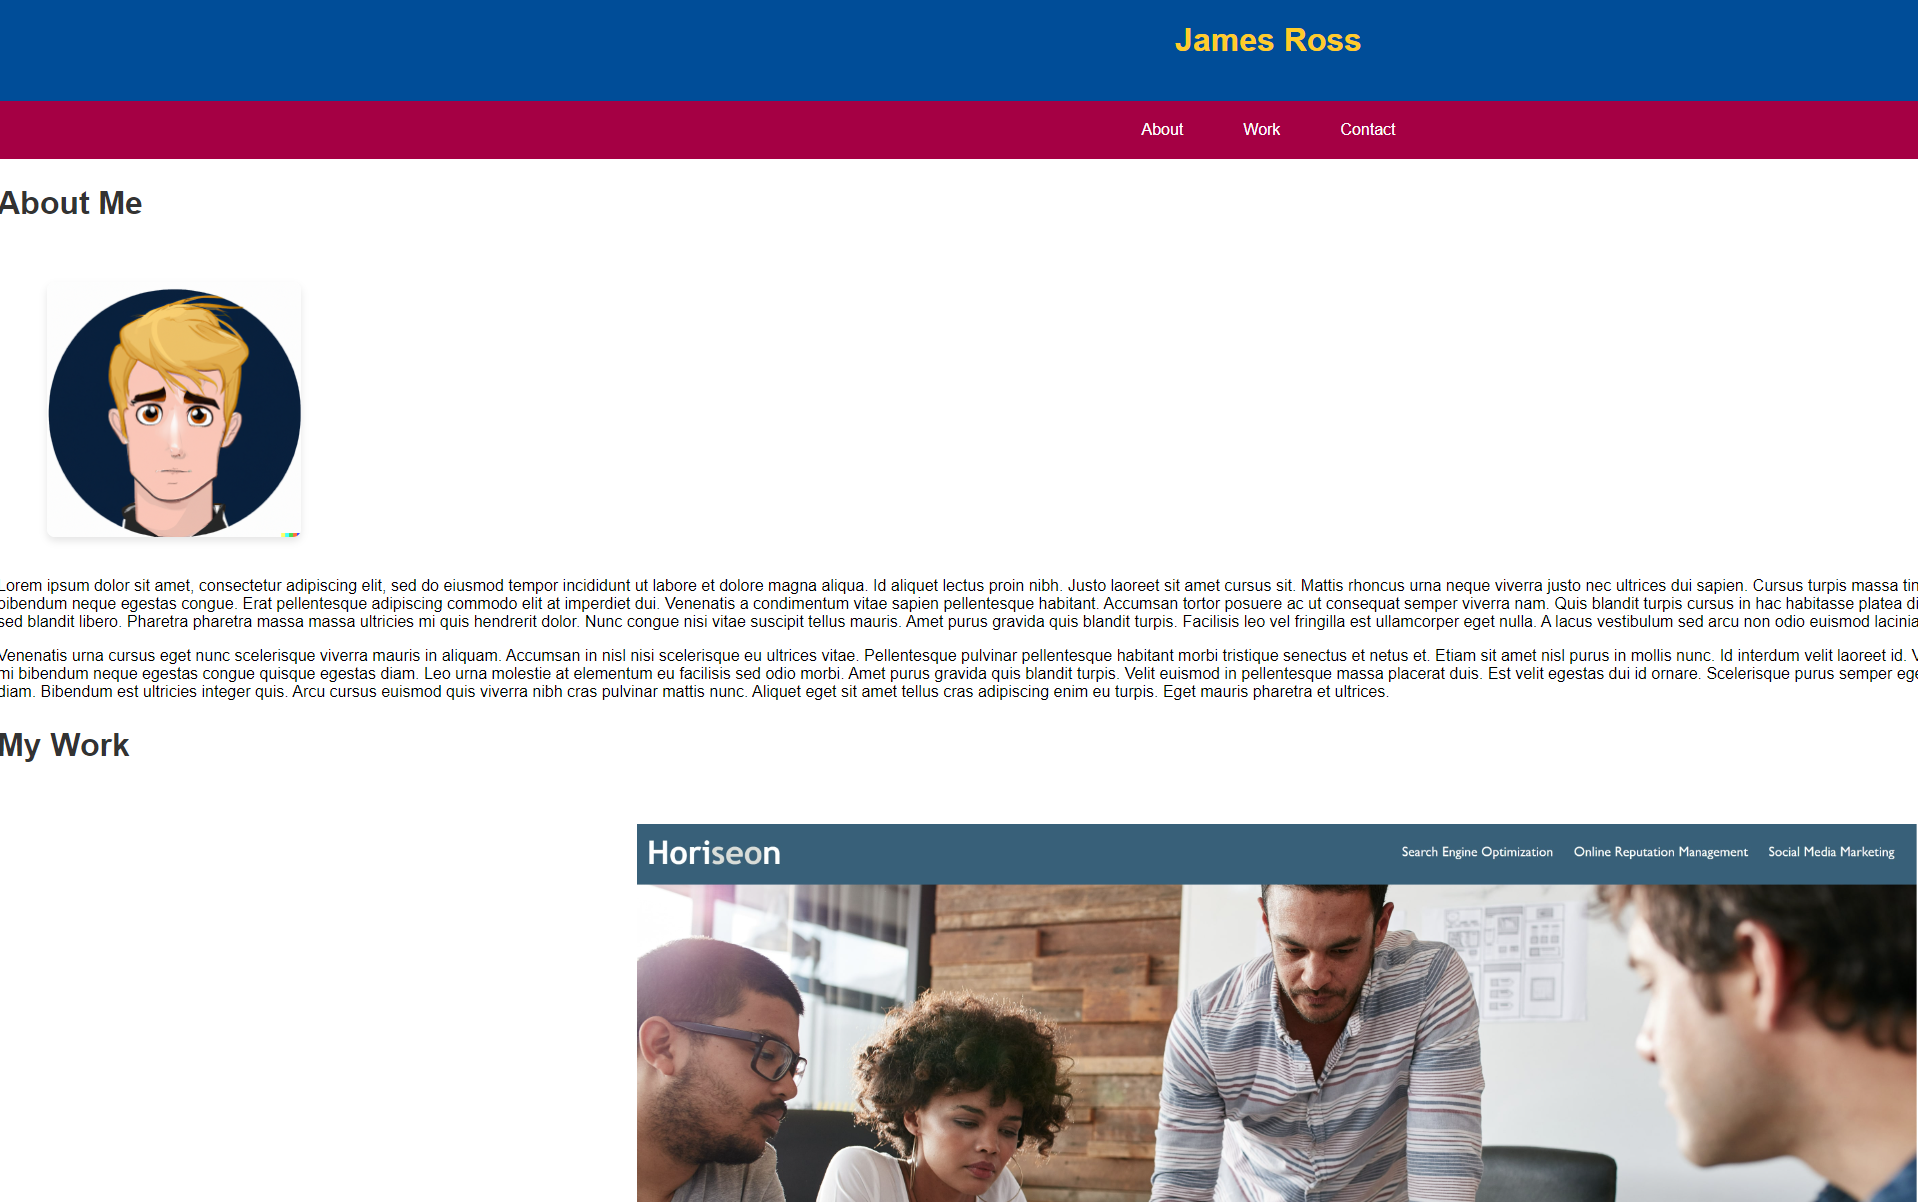 James Ross
About Work Contact
About Me
Lorem ipsum dolor sit amet, consectetur adipiscing elit, sed do eiusmod tempor incididunt ut labore et dolore magna aliqua. Id aliquet lectus proin nibh. Justo laoreet sit amet cursus sit. Mattis rhoncus urna neque viverra justo nec ultrices dui sapien. Cursus turpis massa tin
bibendum neque egestas congue. Erat pellentesque adipiscing commodo elit at imperdiet dui. Venenatis a condimentum vitae sapien pellentesque habitant. Accumsan tortor posuere ac ut consequat semper viverra nam. Quis blandit turpis cursus in hac habitasse platea di
sed blandit libero. Pharetra pharetra massa massa ultricies mi quis hendrerit dolor. Nunc congue nisi vitae suscipit tellus mauris. Amet purus gravida quis blandit turpis. Facilisis leo vel fringilla est ullamcorper eget nulla. A lacus vestibulum sed arcu non odio euismod lacinia
Venenatis urna cursus eget nunc scelerisque viverra mauris in aliquam. Accumsan in nisl nisi scelerisque eu ultrices vitae. Pellentesque pulvinar pellentesque habitant morbi tristique senectus et netus et. Etiam sit amet nisl purus in mollis nunc. Id interdum velit laoreet id. V
mi bibendum neque egestas congue quisque egestas diam. Leo urna molestie at elementum eu facilisis sed odio morbi. Amet purus gravida quis blandit turpis. Velit euismod in pellentesque massa placerat duis. Est velit egestas dui id ornare. Scelerisque purus semper ege
diam. Bibendum est ultricies integer quis. Arcu cursus euismod quis viverra nibh cras pulvinar mattis nunc. Aliquet eget sit amet tellus cras adipiscing enim eu turpis. Eget mauris pharetra et ultrices.
My Work
Horiseon Search Engine Optimization Online Reputation Management Social Media Marketing